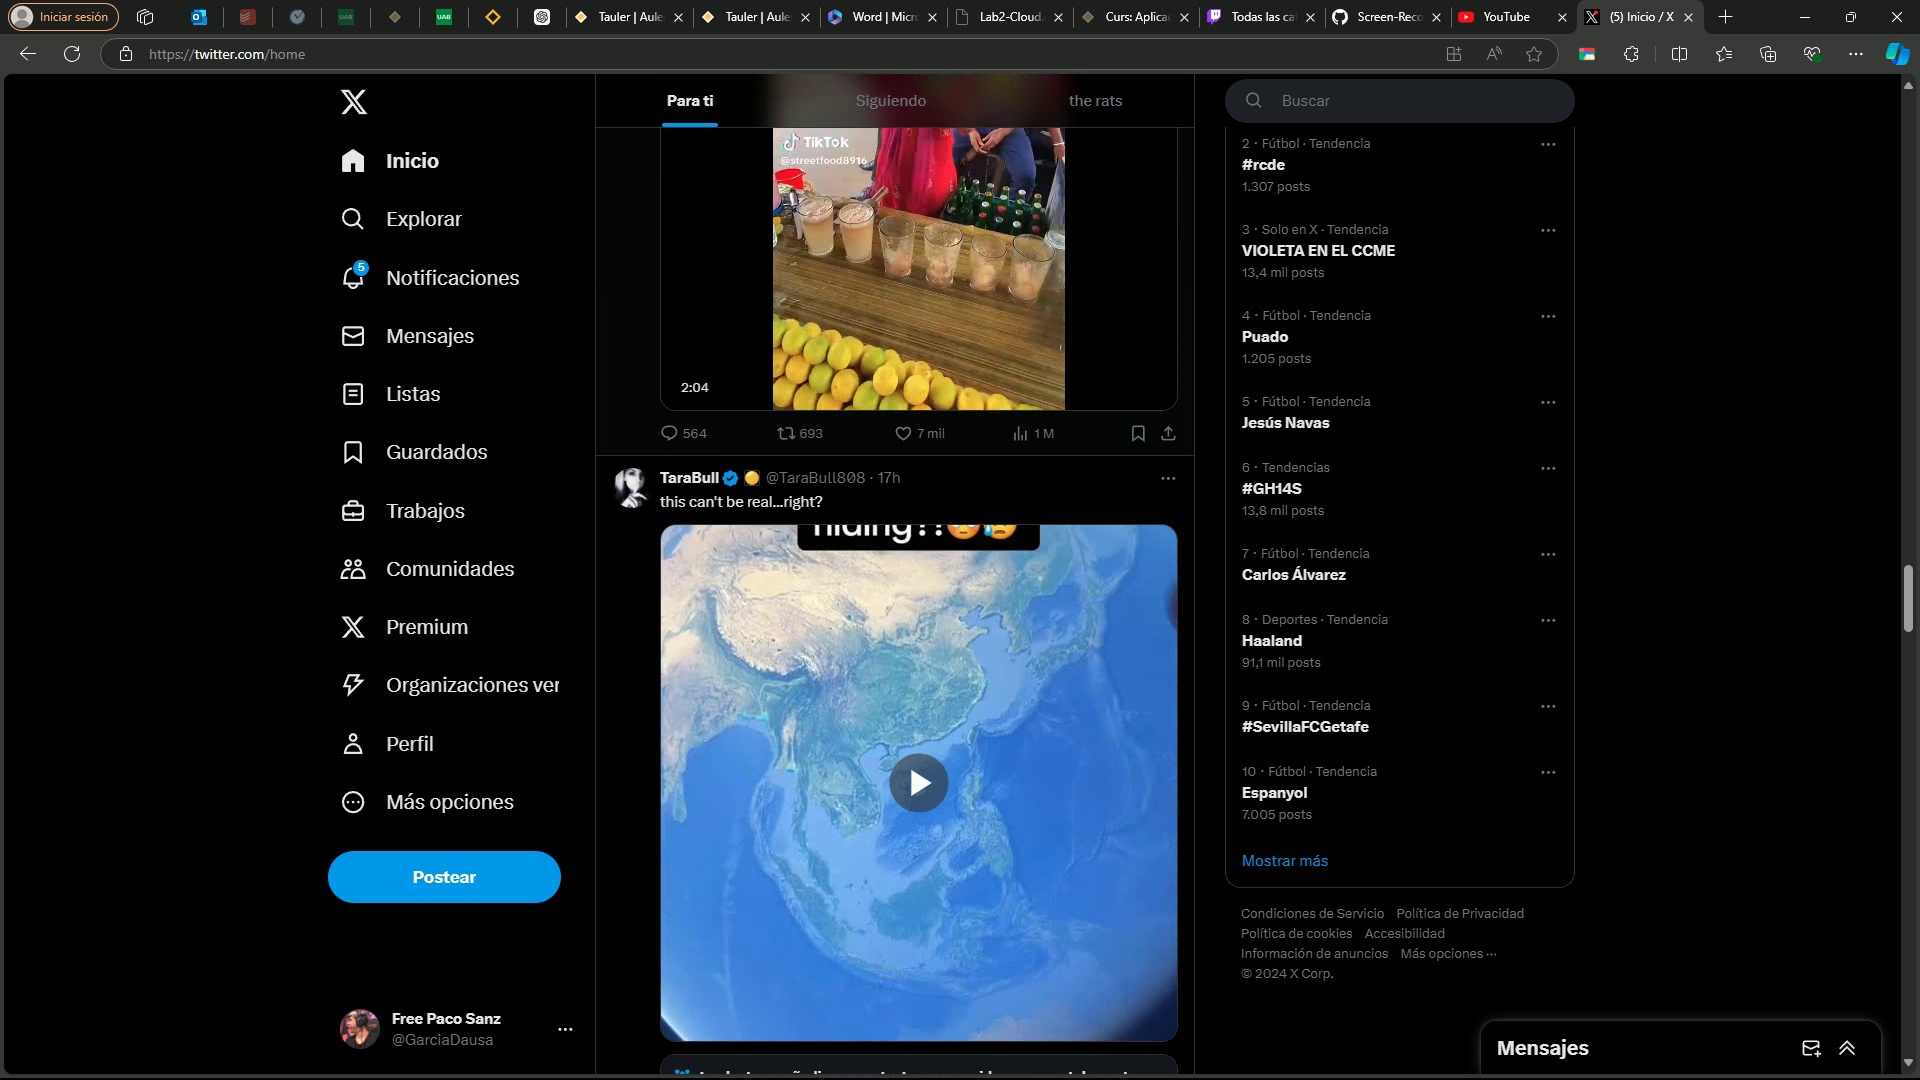 Iniciar sesión
Tauler | Aule
Tauler | Aule
Word | Micr
Lab2-Cloud.
Curs: Aplica
Todas las ca
Screen-Reco
YouTube
(5) Inicio / X
https://twitter.com/home
Inicio
Explorar
5
Notificaciones
Mensajes
Listas
Guardados
Trabajos
Comunidades
Premium
Organizaciones ver
Perfil
Más opciones
Postear
Free Paco Sanz
@GarciaDausa
Para ti
Siguiendo
the rats
TikTok
@streetfood8916
2:04
564
693
7 mil
1 M
TaraBull @TaraBull808 · 17h
this can't be real...right?
hiding?!
Buscar
2 · Fútbol · Tendencia
#rcde
1.307 posts
3 · Solo en X · Tendencia
VIOLETA EN EL CCME
13,4 mil posts
4 · Fútbol · Tendencia
Puado
1.205 posts
5 · Fútbol · Tendencia
Jesús Navas
6 · Tendencias
#GH14S
13,8 mil posts
7 · Fútbol · Tendencia
Carlos Álvarez
8 · Deportes · Tendencia
Haaland
91,1 mil posts
9 · Fútbol · Tendencia
#SevillaFCGetafe
10 · Fútbol · Tendencia
Espanyol
7.005 posts
Mostrar más
Condiciones de Servicio Política de Privacidad
Política de cookies Accesibilidad
Información de anuncios Más opciones ···
© 2024 X Corp.
Mensajes